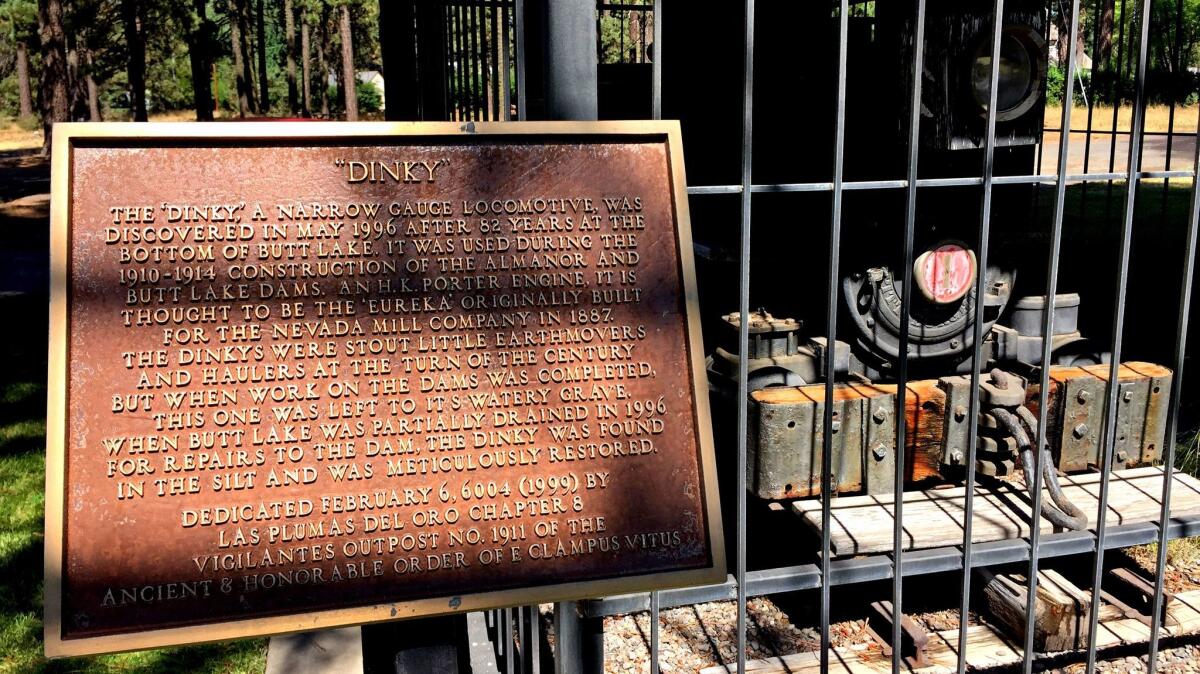 "DINKY"
THE 'DINKY,' A NARROW GAUGE LOCOMOTIVE, WAS
DISCOVERED IN MAY 1996 AFTER 82 YEARS AT THE
BOTTOM OF BUTT LAKE. IT WAS USED DURING THE
1910-1914 CONSTRUCTION OF THE ALMANOR AND
BUTT LAKE DAMS. AN H.K. PORTER ENGINE, IT IS
THOUGHT TO BE THE 'EUREKA' ORIGINALLY BUILT
FOR THE NEVADA MILL COMPANY IN 1887.
THE DINKYS WERE STOUT LITTLE EARTHMOVERS
AND HAULERS AT THE TURN OF THE CENTURY
BUT WHEN WORK ON THE DAMS WAS COMPLETED,
THIS ONE WAS LEFT TO IT'S WATERY GRAVE.
WHEN BUTT LAKE WAS PARTIALLY DRAINED IN 1996
FOR REPAIRS TO THE DAM, THE DINKY WAS FOUND
IN THE SILT AND WAS METICULOUSLY RESTORED.
DEDICATED FEBRUARY 6, 6004 (1999) BY
LAS PLUMAS DEL ORO CHAPTER 8
VIGILANTES OUTPOST NO. 1911 OF THE
ANCIENT & HONORABLE ORDER OF E CLAMPUS VITUS